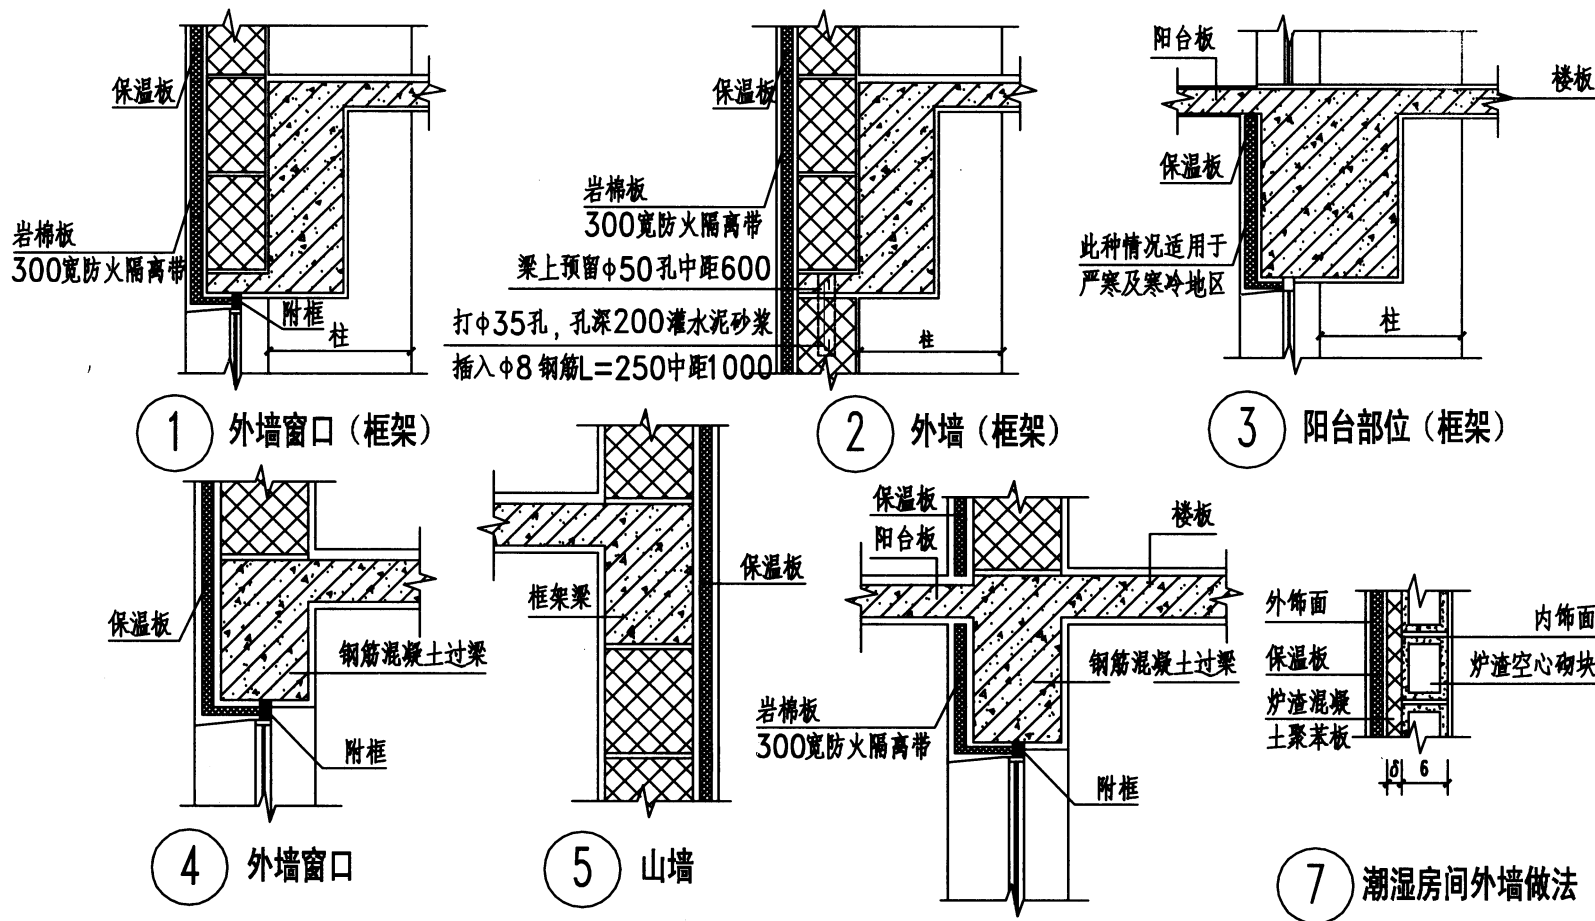 保温板
岩棉板
300宽防火隔离带
附框
柱
1 外墙窗口（框架）
保温板
岩棉板
300宽防火隔离带
梁上预留φ50孔中距600
打φ35孔，孔深200灌水泥砂浆
插入φ8钢筋L=250中距1000
柱
2 外墙（框架）
阳台板
楼板
保温板
此种情况适用于
严寒及寒冷地区
柱
3 阳台部位（框架）
保温板
钢筋混凝土过梁
附框
4 外墙窗口
框架梁
保温板
5 山墙
保温板
阳台板
楼板
钢筋混凝土过梁
岩棉板
300宽防火隔离带
附框
外饰面
保温板
炉渣混凝
土聚苯板
内饰面
炉渣空心砌块
δ 6
7 潮湿房间外墙做法